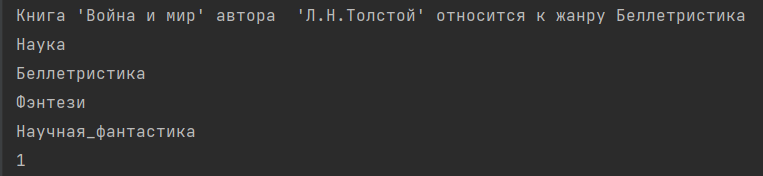 Книга 'Война и мир' автора  'Л.Н.Толстой' относится к жанру Беллетристика
Наука
Беллетристика
Фэнтези
Научная_фантастика
1